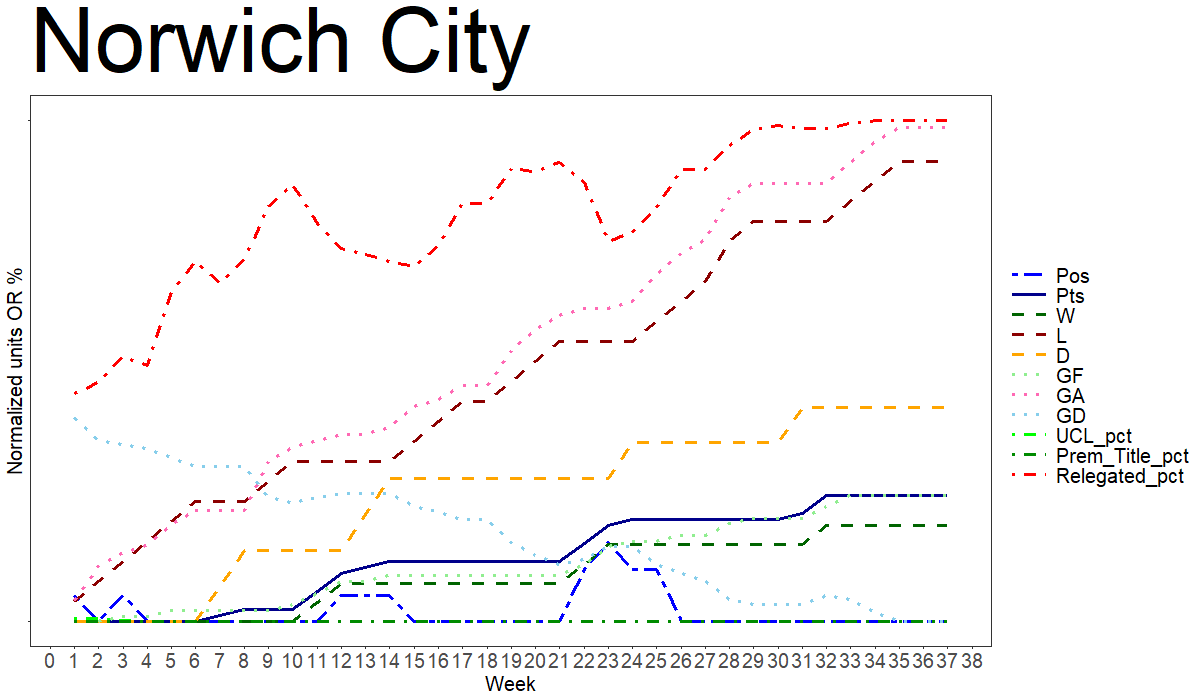 Norwich City
Normalized units OR %
0 1 2 3 4 5 6 7 8 9 10 11 12 13 14 15 16 17 18 19 20 21 22 23 24 25 26 27 28 29 30 31 32 33 34 35 36 37 38
Week
Pos
Pts
W
L
D
GF
GA
GD
UCL_pct
Prem_Title_pct
Relegated_pct